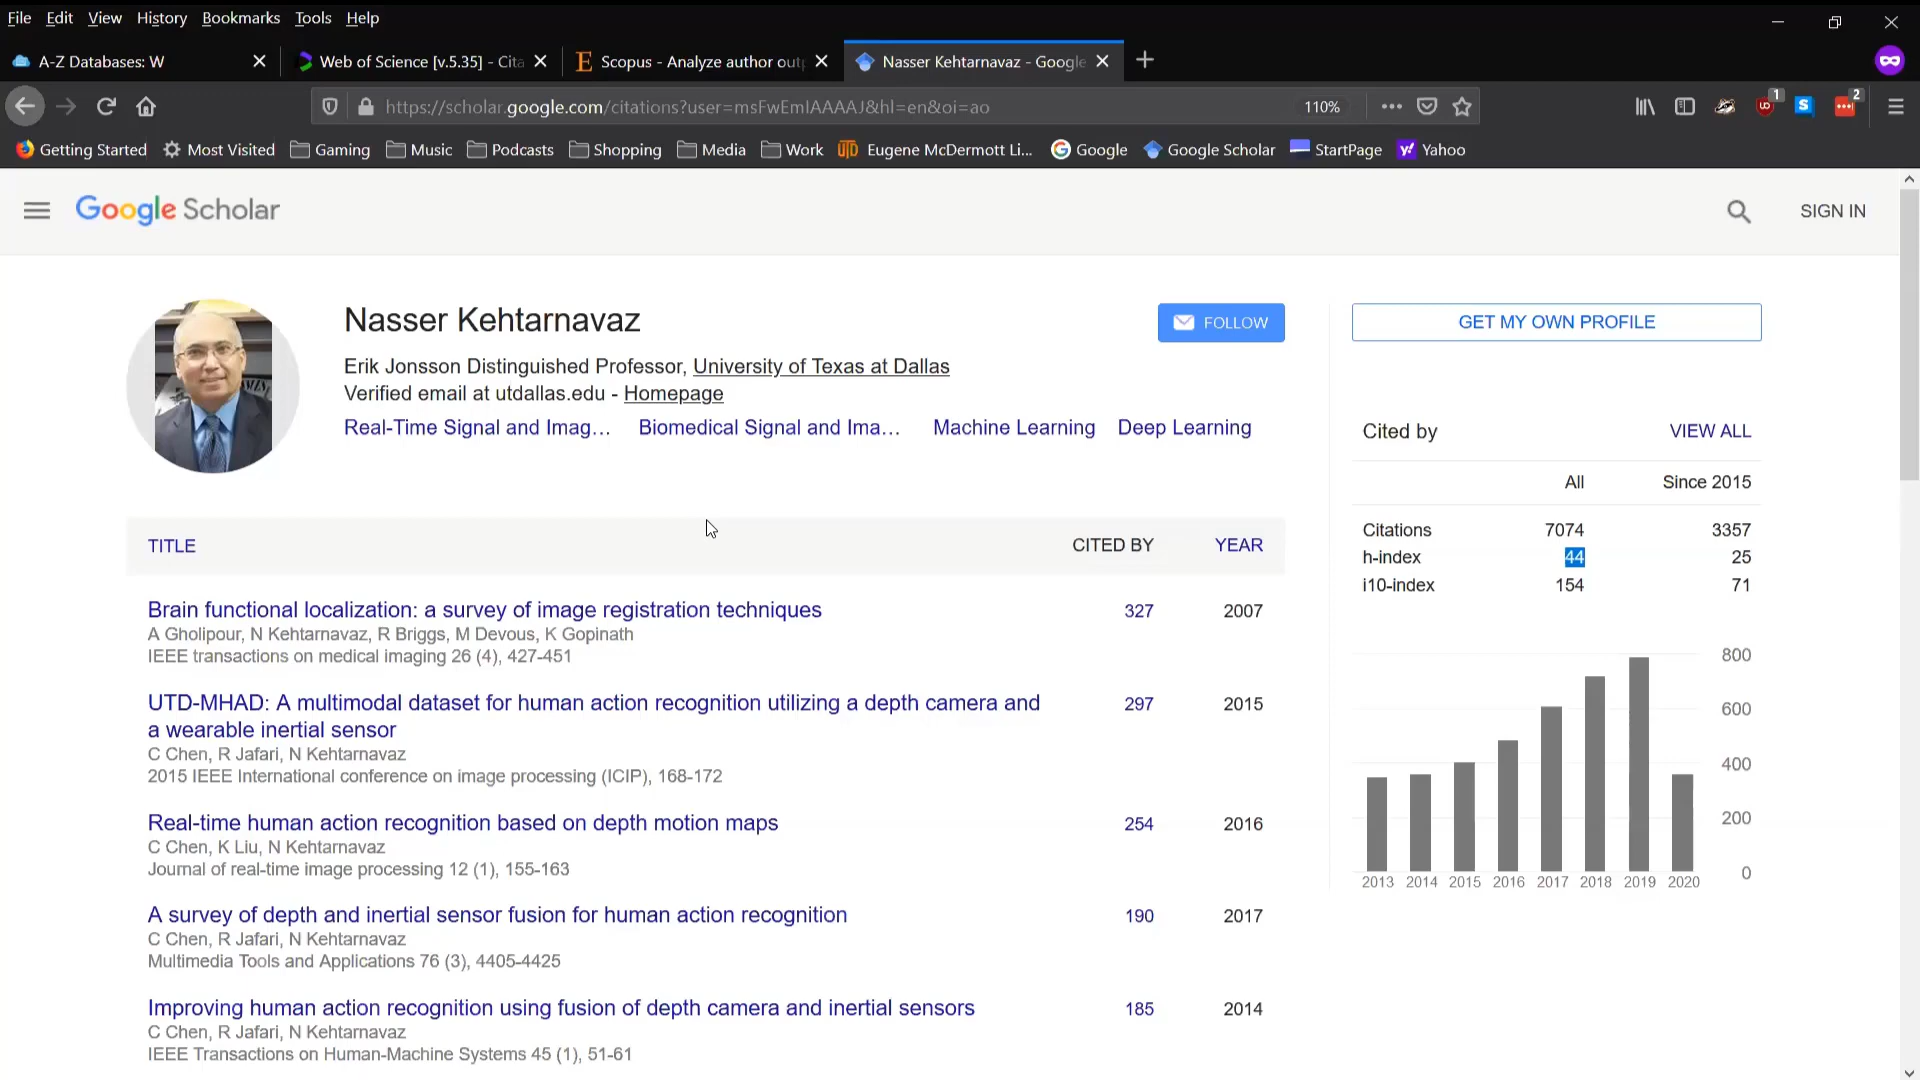 File Edit View History Bookmarks Tools Help
A-Z Databases: W
Web of Science [v.5.35] - Cita
Scopus - Analyze author outp
Nasser Kehtarnavaz - Google
https://scholar.google.com/citations?user=msFwEmIAAAAJ&hl=en&oi=ao
110%
1
S
2
Getting Started Most Visited Gaming Music Podcasts Shopping Media Work Eugene McDermott Li... Google Google Scholar StartPage Yahoo
Google Scholar
SIGN IN
Nasser Kehtarnavaz
FOLLOW
Erik Jonsson Distinguished Professor, University of Texas at Dallas
Verified email at utdallas.edu - Homepage
Real-Time Signal and Imag... Biomedical Signal and Ima... Machine Learning Deep Learning
TITLE CITED BY YEAR
Brain functional localization: a survey of image registration techniques 327 2007
A Gholipour, N Kehtarnavaz, R Briggs, M Devous, K Gopinath
IEEE transactions on medical imaging 26 (4), 427-451
UTD-MHAD: A multimodal dataset for human action recognition utilizing a depth camera and 297 2015
a wearable inertial sensor
C Chen, R Jafari, N Kehtarnavaz
2015 IEEE International conference on image processing (ICIP), 168-172
Real-time human action recognition based on depth motion maps 254 2016
C Chen, K Liu, N Kehtarnavaz
Journal of real-time image processing 12 (1), 155-163
A survey of depth and inertial sensor fusion for human action recognition 190 2017
C Chen, R Jafari, N Kehtarnavaz
Multimedia Tools and Applications 76 (3), 4405-4425
Improving human action recognition using fusion of depth camera and inertial sensors 185 2014
C Chen, R Jafari, N Kehtarnavaz
IEEE Transactions on Human-Machine Systems 45 (1), 51-61
GET MY OWN PROFILE
Cited by VIEW ALL
All Since 2015
Citations 7074 3357
h-index 44 25
i10-index 154 71
800
600
400
200
0
2013 2014 2015 2016 2017 2018 2019 2020